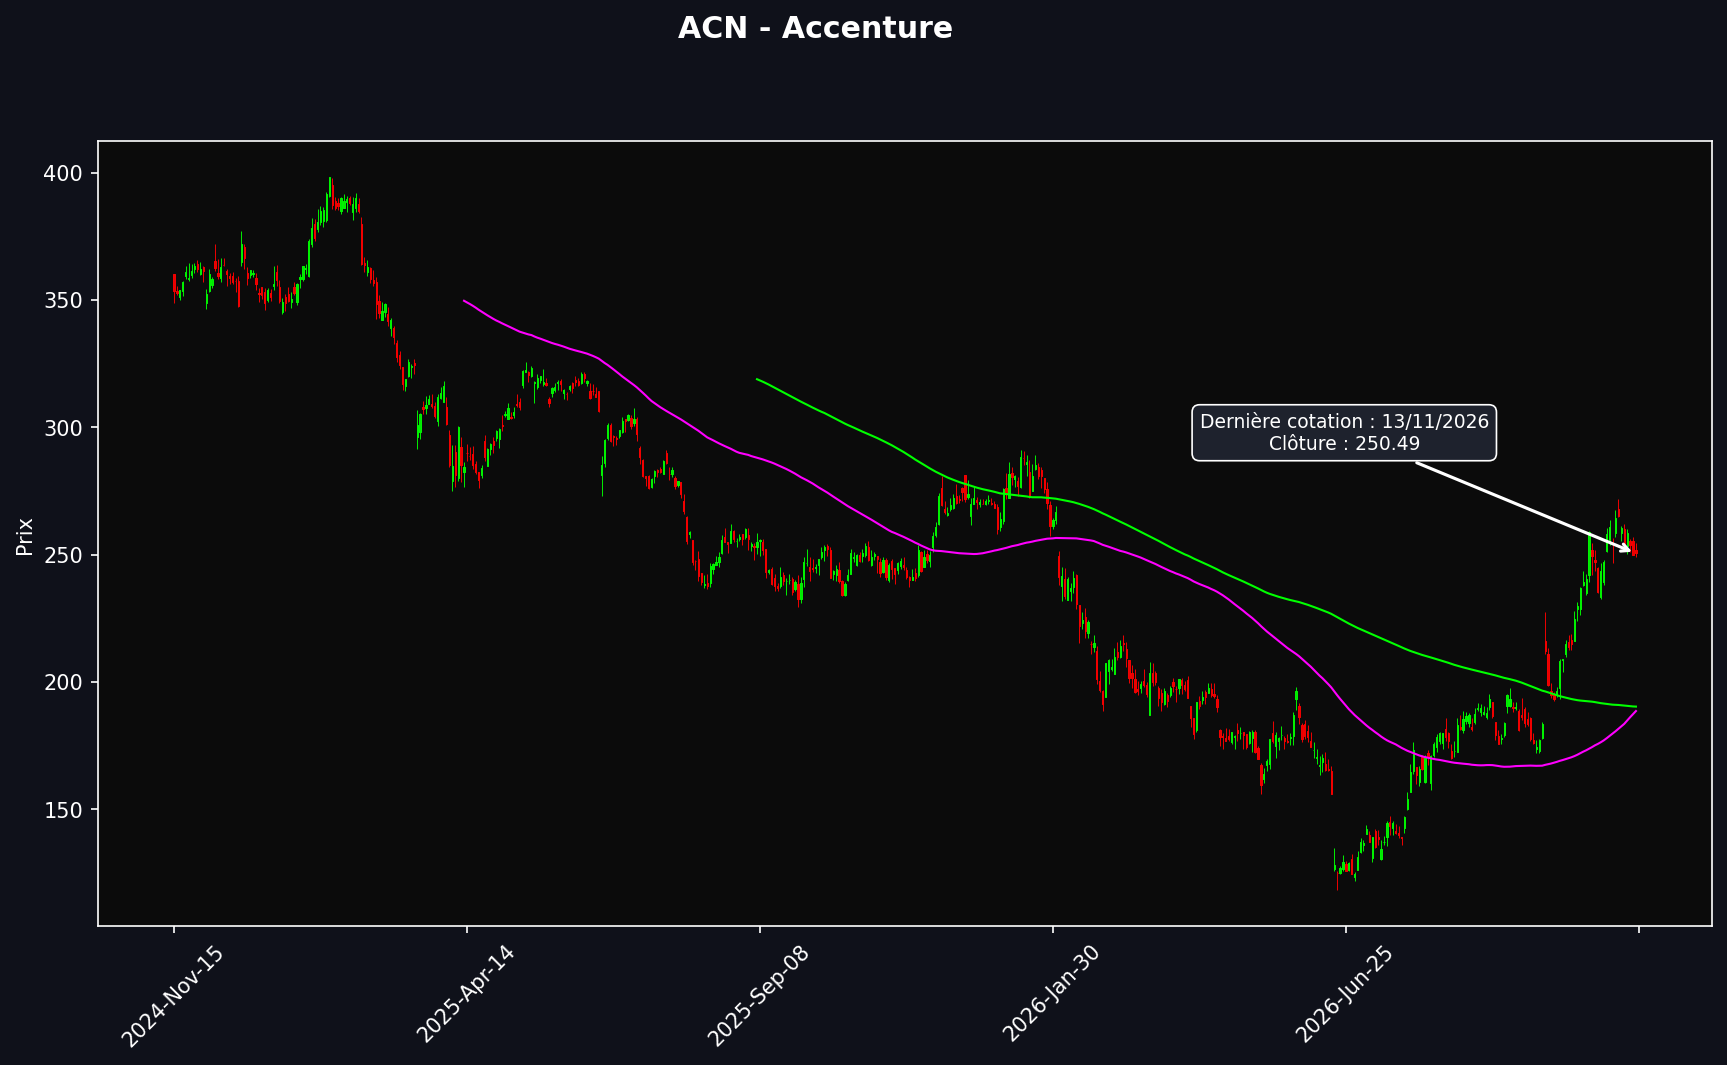 ACN - Accenture
400
350
300
250
200
150
Prix
Dernière cotation : 13/11/2026
Clôture : 250.49
2024-Nov-15
2025-Apr-14
2025-Sep-08
2026-Jan-30
2026-Jun-25